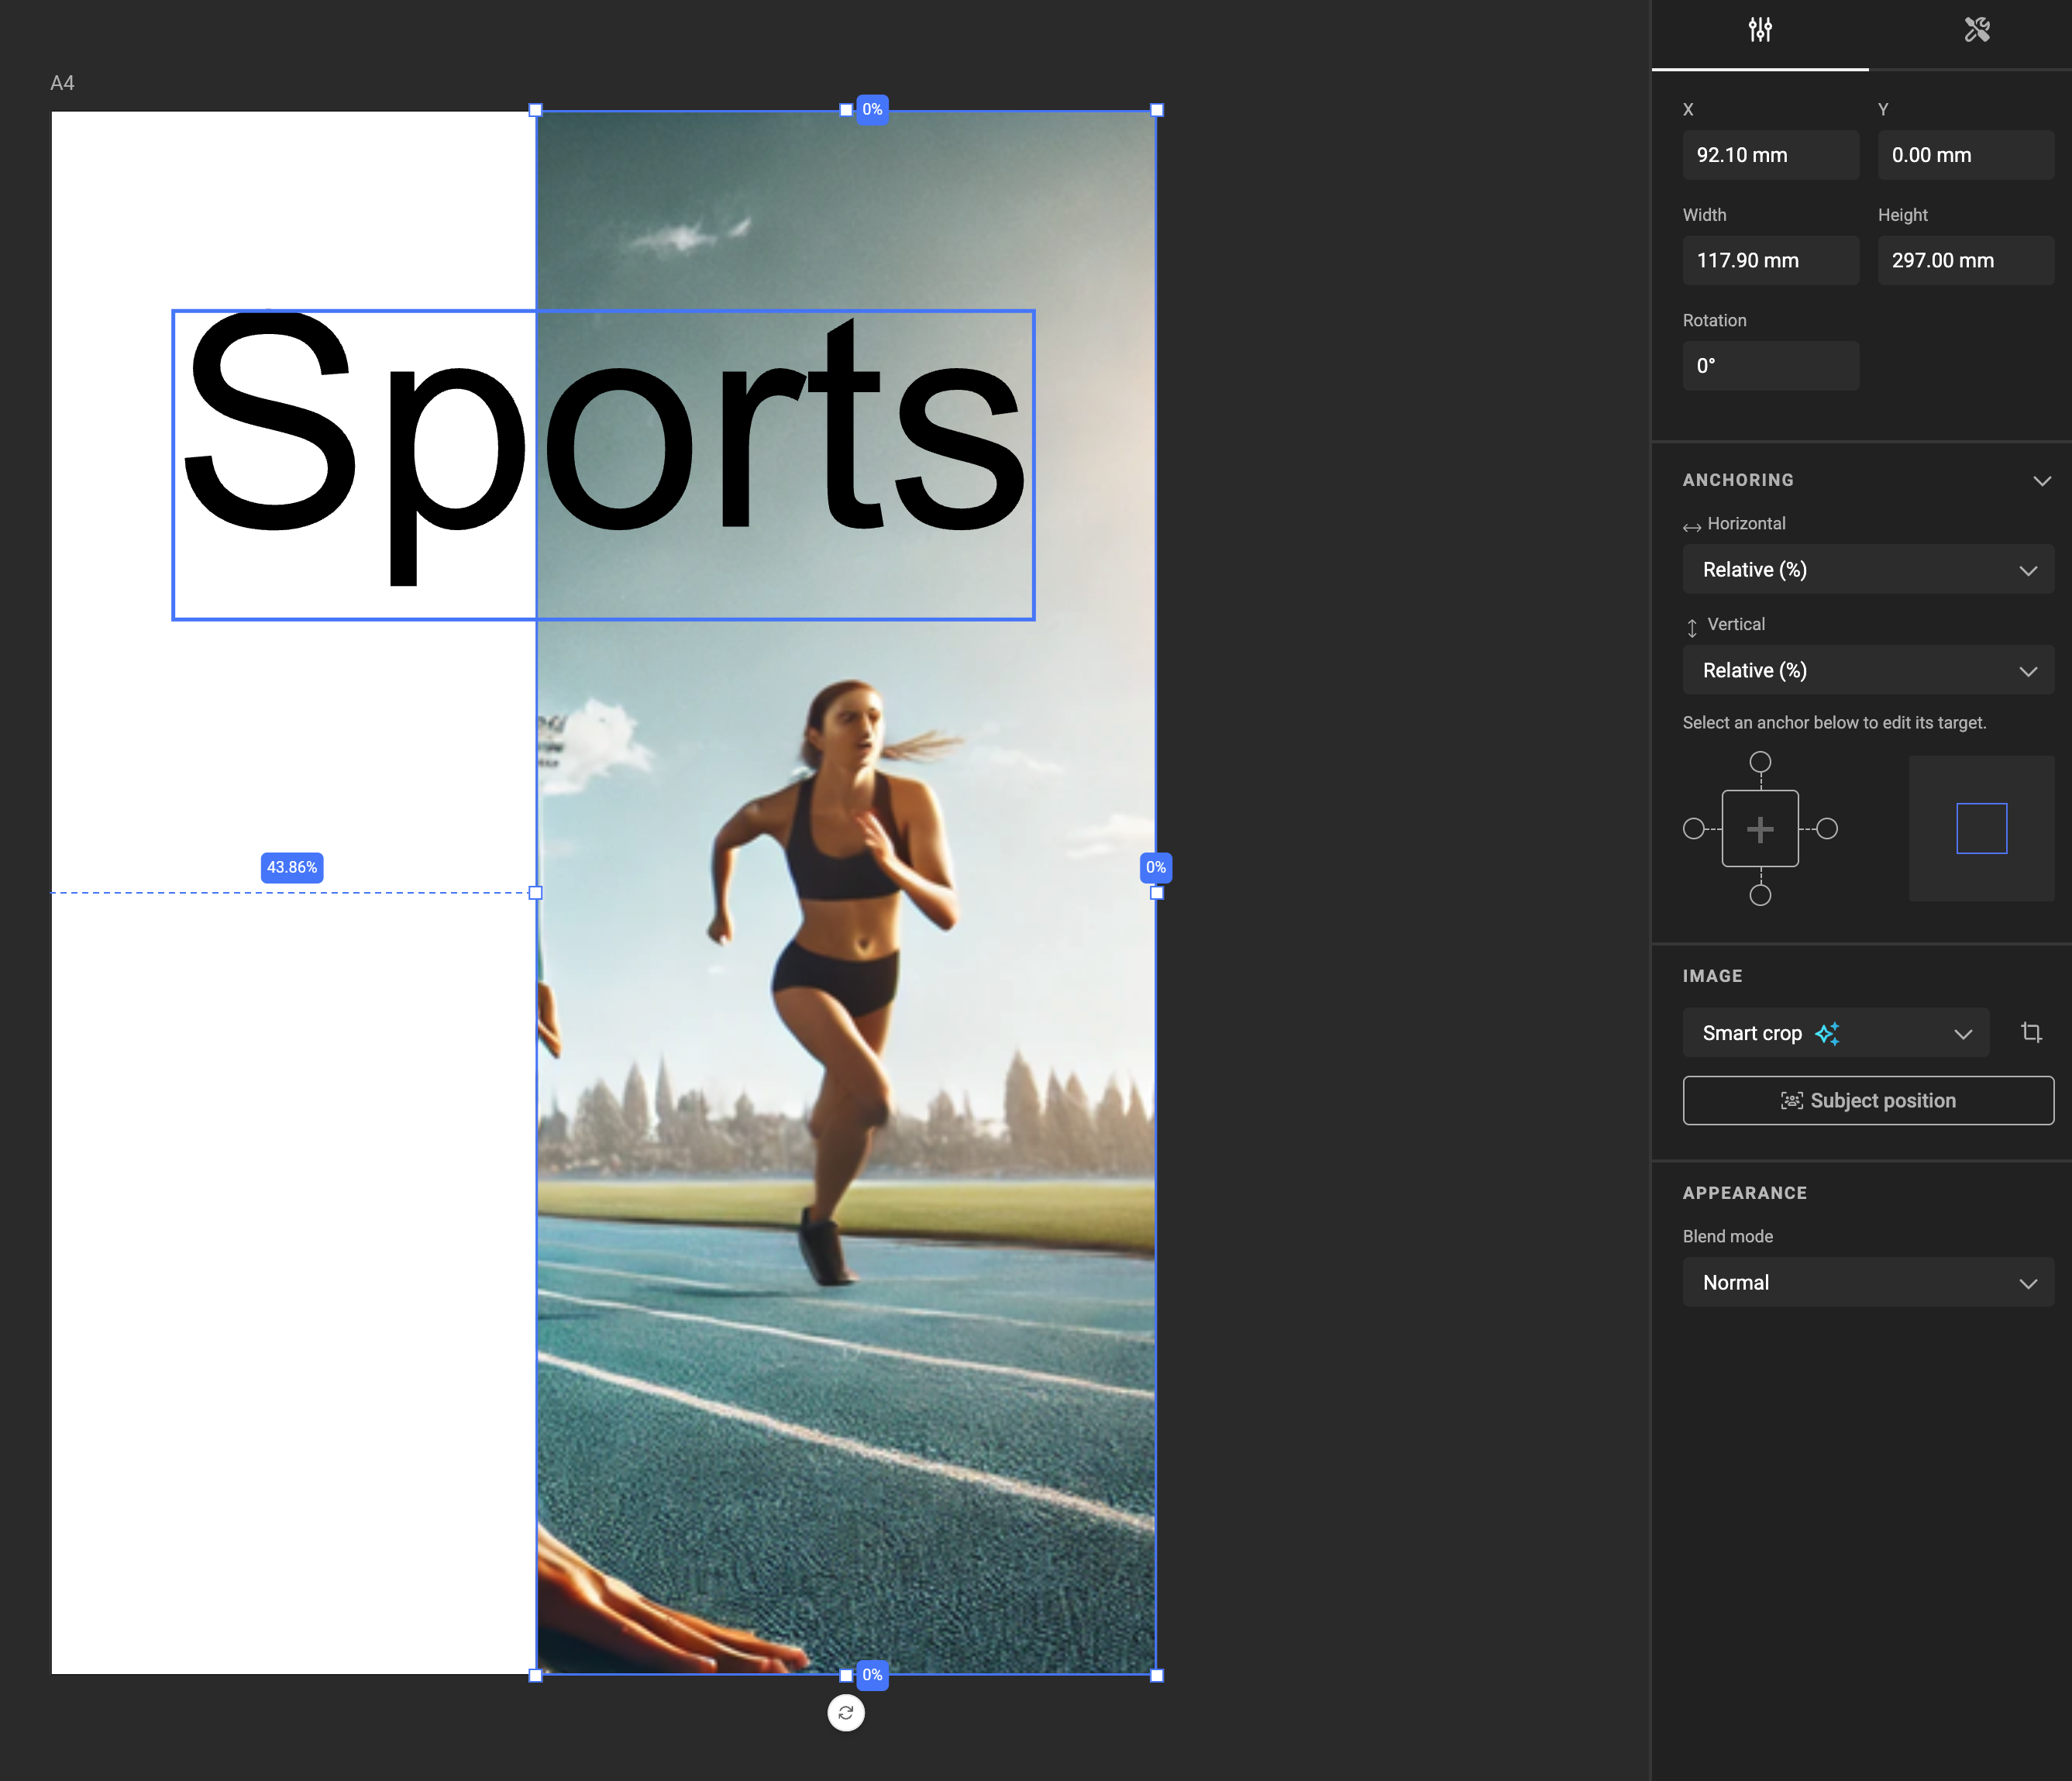 A4
0%
Sports
43.86%
0%
0%
X
Y
92.10 mm
0.00 mm
Width
Height
117.90 mm
297.00 mm
Rotation
0°
ANCHORING
Horizontal
Relative (%)
Vertical
Relative (%)
Select an anchor below to edit its target.
IMAGE
Smart crop
Subject position
APPEARANCE
Blend mode
Normal